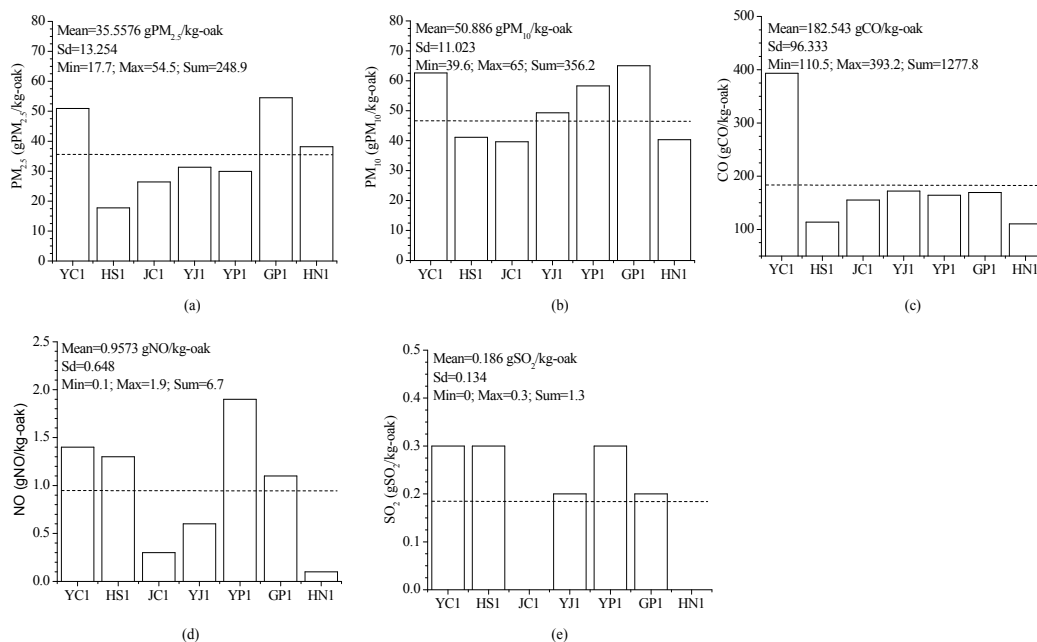 Mean=35.5576 gPM2.5/kg-oak
Sd=13.254
Min=17.7; Max=54.5; Sum=248.9
PM2.5 (gPM2.5/kg-oak)
80
70
60
50
40
30
20
10
0
YC1 HS1 JC1 YJ1 YP1 GP1 HN1
(a)
Mean=50.886 gPM10/kg-oak
Sd=11.023
Min=39.6; Max=65; Sum=356.2
PM10 (gPM10/kg-oak)
80
70
60
50
40
30
20
10
0
YC1 HS1 JC1 YJ1 YP1 GP1 HN1
(b)
Mean=182.543 gCO/kg-oak
Sd=96.333
Min=110.5; Max=393.2; Sum=1277.8
CO (gCO/kg-oak)
500
400
300
200
100
YC1 HS1 JC1 YJ1 YP1 GP1 HN1
(c)
Mean=0.9573 gNO/kg-oak
Sd=0.648
Min=0.1; Max=1.9; Sum=6.7
NO (gNO/kg-oak)
2.5
2.0
1.5
1.0
0.5
0.0
YC1 HS1 JC1 YJ1 YP1 GP1 HN1
(d)
Mean=0.186 gSO2/kg-oak
Sd=0.134
Min=0; Max=0.3; Sum=1.3
SO2 (gSO2/kg-oak)
0.5
0.4
0.3
0.2
0.1
0.0
YC1 HS1 JC1 YJ1 YP1 GP1 HN1
(e)